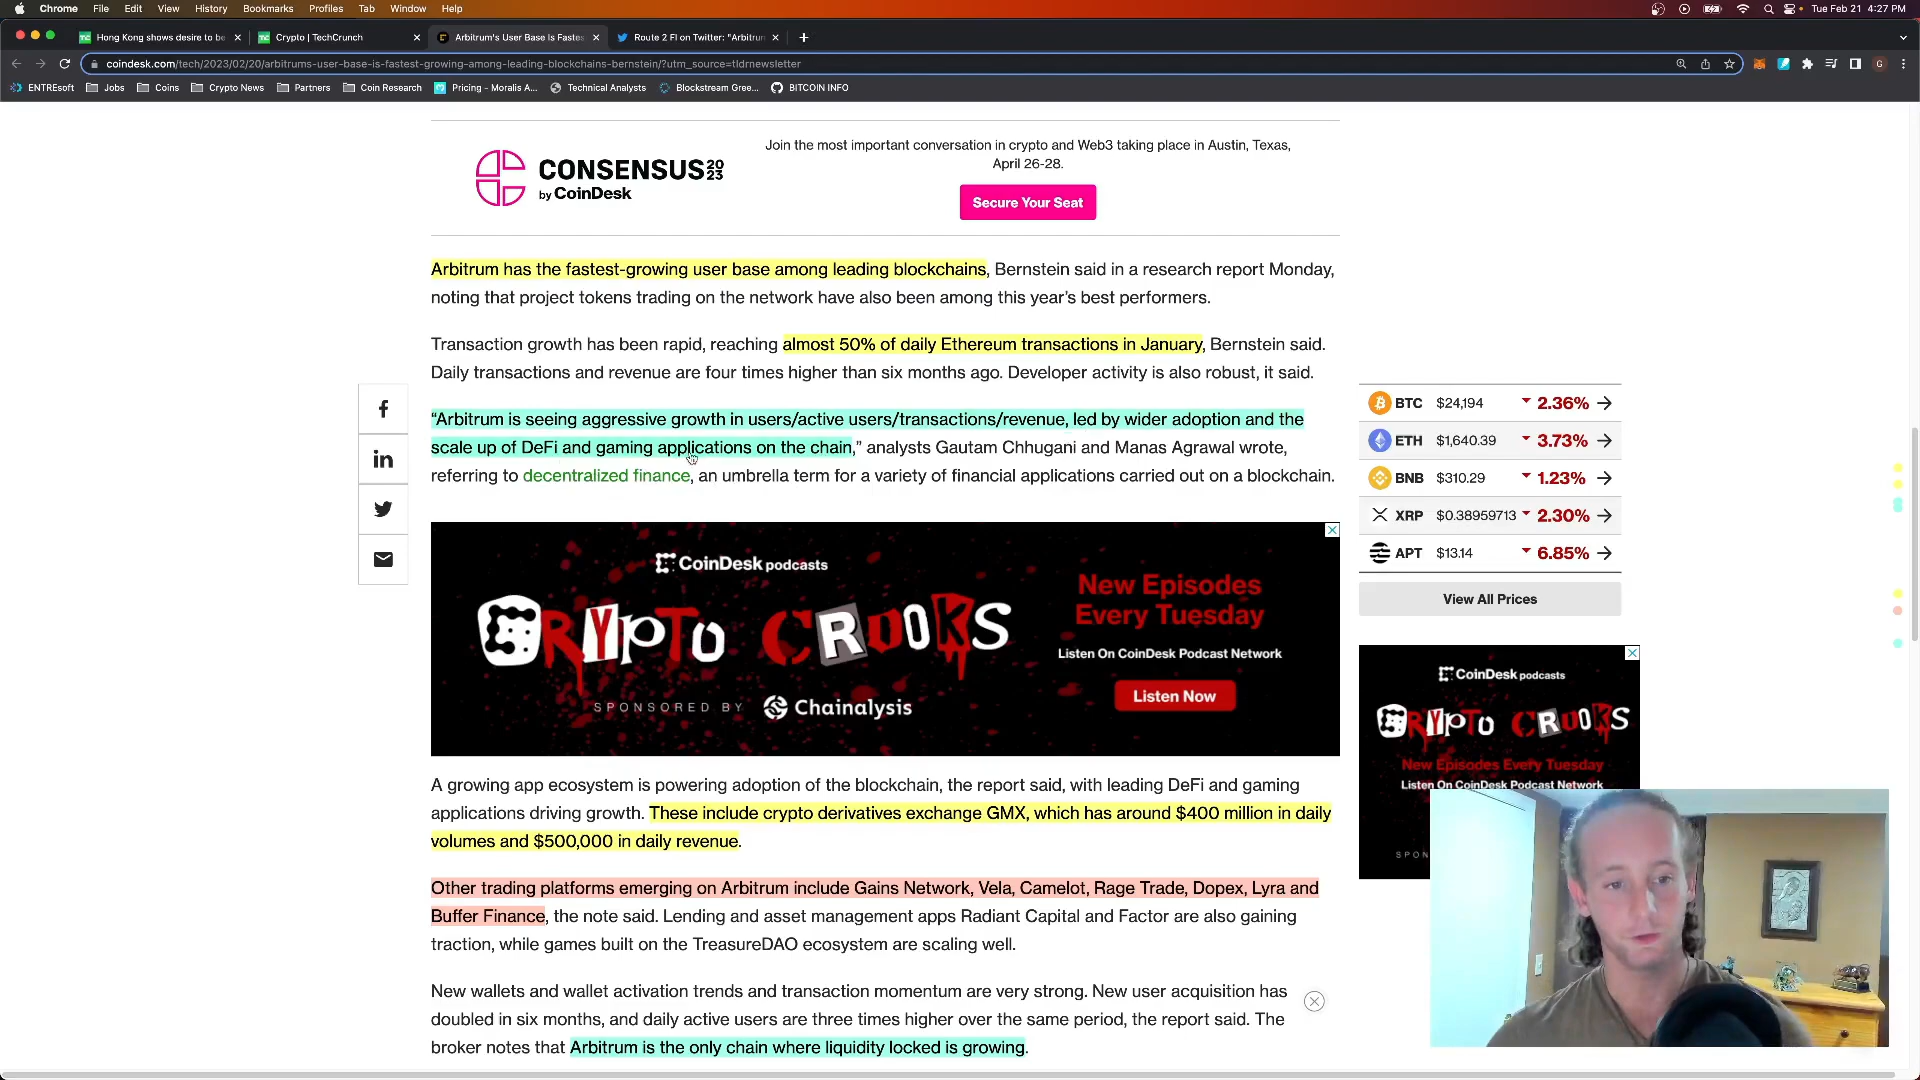 Chrome File Edit View History Bookmarks Profiles Tab Window Help Tue Feb 21 4:27 PM
Hong Kong shows desire to be Crypto | TechCrunch Arbitrum's User Base Is Fastes Route 2 FI on Twitter: "Arbitrum
coindesk.com/tech/2023/02/20/arbitrums-user-base-is-fastest-growing-among-leading-blockchains-bernstein/?utm_source=tldrnewsletter
ENTREsoft Jobs Coins Crypto News Partners Coin Research Pricing - Moralis A... Technical Analysts Blockstream Gree... BITCOIN INFO
CONSENSUS 2023
by CoinDesk
Join the most important conversation in crypto and Web3 taking place in Austin, Texas,
April 26-28.
Secure Your Seat
Arbitrum has the fastest-growing user base among leading blockchains, Bernstein said in a research report Monday,
noting that project tokens trading on the network have also been among this year’s best performers.
Transaction growth has been rapid, reaching almost 50% of daily Ethereum transactions in January, Bernstein said.
Daily transactions and revenue are four times higher than six months ago. Developer activity is also robust, it said.
“Arbitrum is seeing aggressive growth in users/active users/transactions/revenue, led by wider adoption and the
scale up of DeFi and gaming applications on the chain,” analysts Gautam Chhugani and Manas Agrawal wrote,
referring to decentralized finance, an umbrella term for a variety of financial applications carried out on a blockchain.
BTC $24,194 2.36%
ETH $1,640.39 3.73%
BNB $310.29 1.23%
XRP $0.38959713 2.30%
APT $13.14 6.85%
View All Prices
CoinDesk podcasts
CRYPTO CROOKS
SPONSORED BY Chainalysis
New Episodes
Every Tuesday
Listen On CoinDesk Podcast Network
Listen Now
CoinDesk podcasts
CRYPTO CROOKS
New Episodes Every Tuesday
Listen On CoinDesk Podcast Network
SPON
A growing app ecosystem is powering adoption of the blockchain, the report said, with leading DeFi and gaming
applications driving growth. These include crypto derivatives exchange GMX, which has around $400 million in daily
volumes and $500,000 in daily revenue.
Other trading platforms emerging on Arbitrum include Gains Network, Vela, Camelot, Rage Trade, Dopex, Lyra and
Buffer Finance, the note said. Lending and asset management apps Radiant Capital and Factor are also gaining
traction, while games built on the TreasureDAO ecosystem are scaling well.
New wallets and wallet activation trends and transaction momentum are very strong. New user acquisition has
doubled in six months, and daily active users are three times higher over the same period, the report said. The
broker notes that Arbitrum is the only chain where liquidity locked is growing.